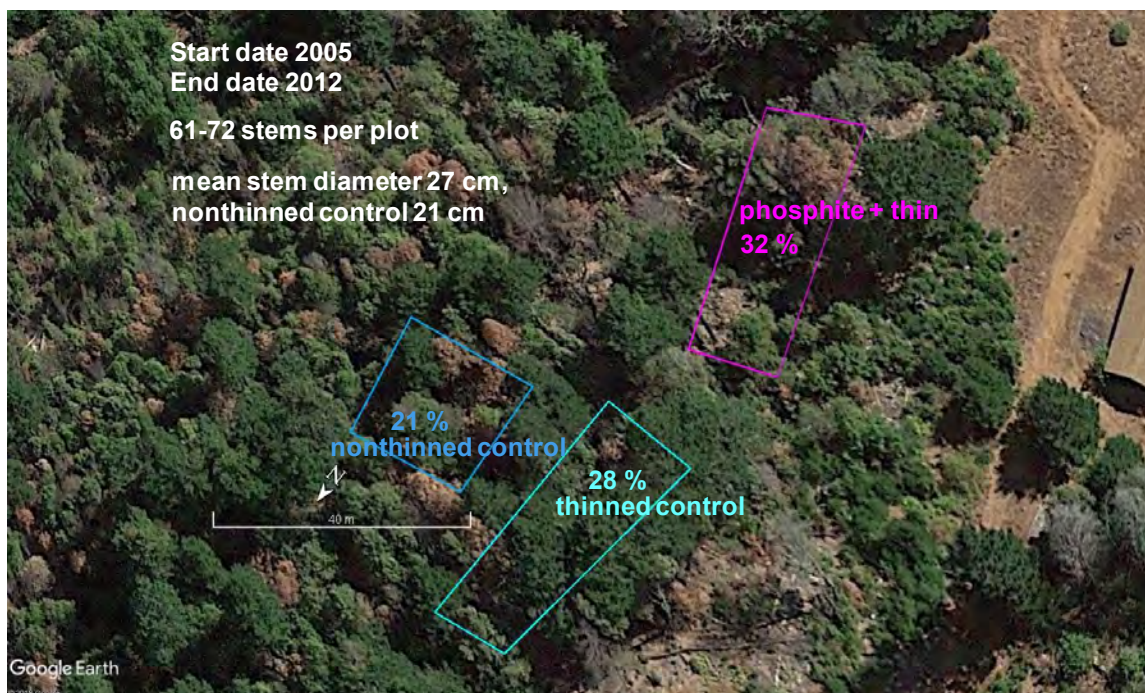 Start date 2005
End date 2012
61-72 stems per plot
mean stem diameter 27 cm,
nonthinned control 21 cm
phosphite + thin
32 %
21 %
nonthinned control
28 %
thinned control
N
40 m
Google Earth